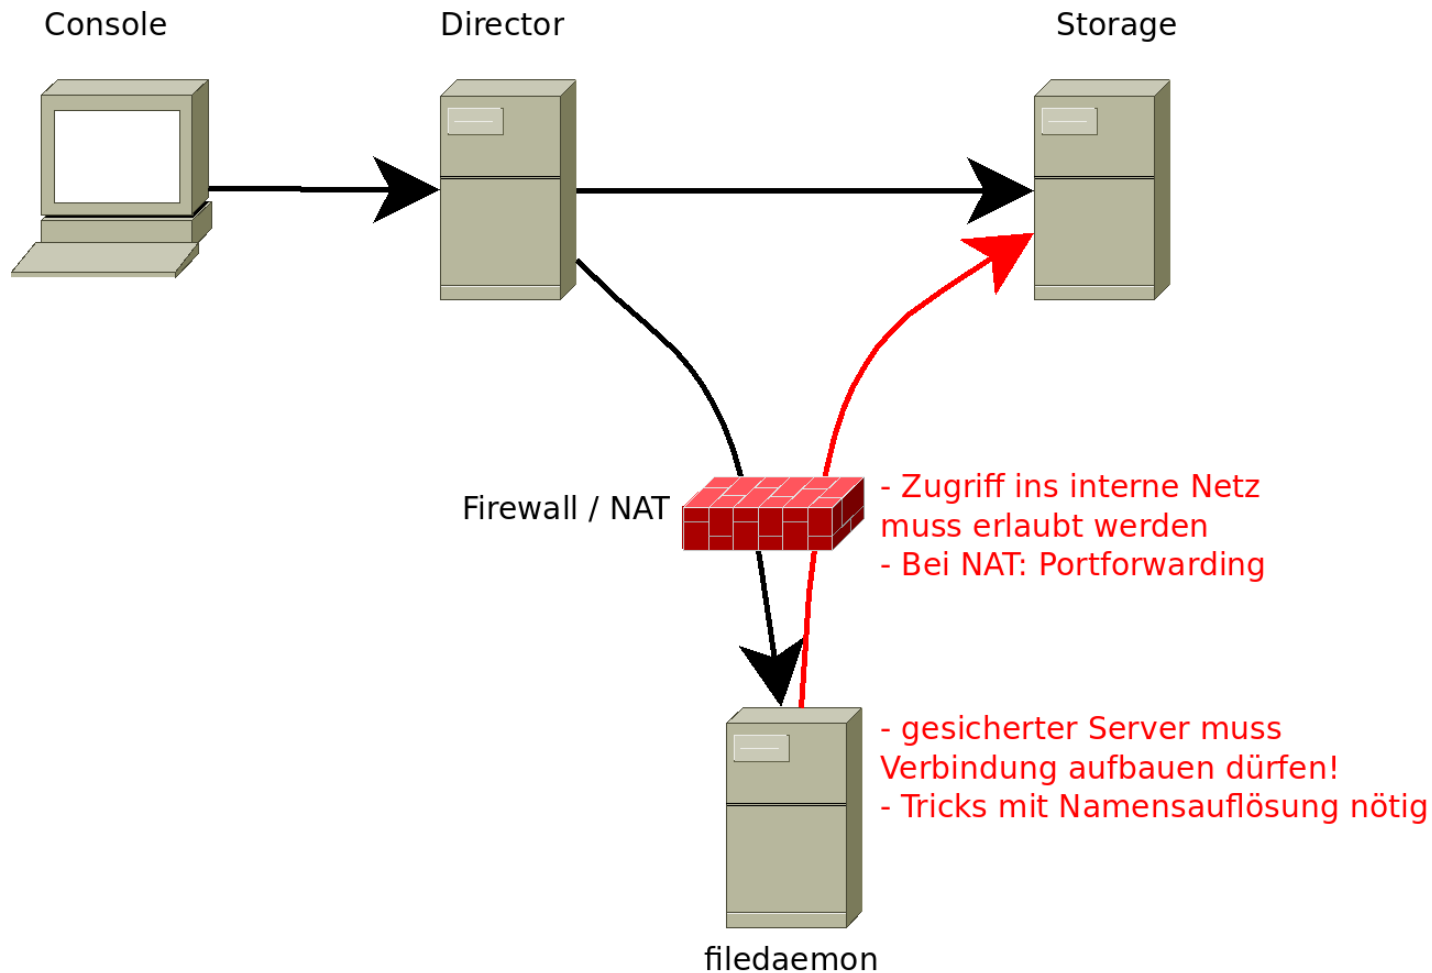 Console
Director
Storage
Firewall / NAT
- Zugriff ins interne Netz
muss erlaubt werden
- Bei NAT: Portforwarding
- gesicherter Server muss
Verbindung aufbauen dürfen!
- Tricks mit Namensauflösung nötig
filedaemon